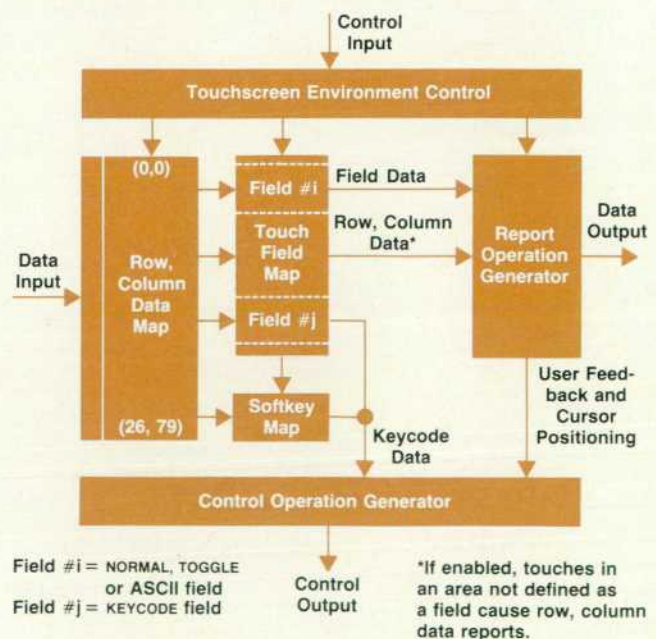 Control
Input
Touchscreen Environment Control
(0,0)
Field #i
Field Data
Data
Input
Row,
Column
Data
Map
Touch
Field
Map
Row, Column
Data*
Report
Operation
Generator
Data
Output
Field #j
(26, 79)
Softkey
Map
Keycode
Data
User Feed-
back and
Cursor
Positioning
Control Operation Generator
Control
Output
Field #i = NORMAL, TOGGLE
or ASCII field
Field #j = KEYCODE field
*If enabled, touches in
an area not defined as
a field cause row, column
data reports.